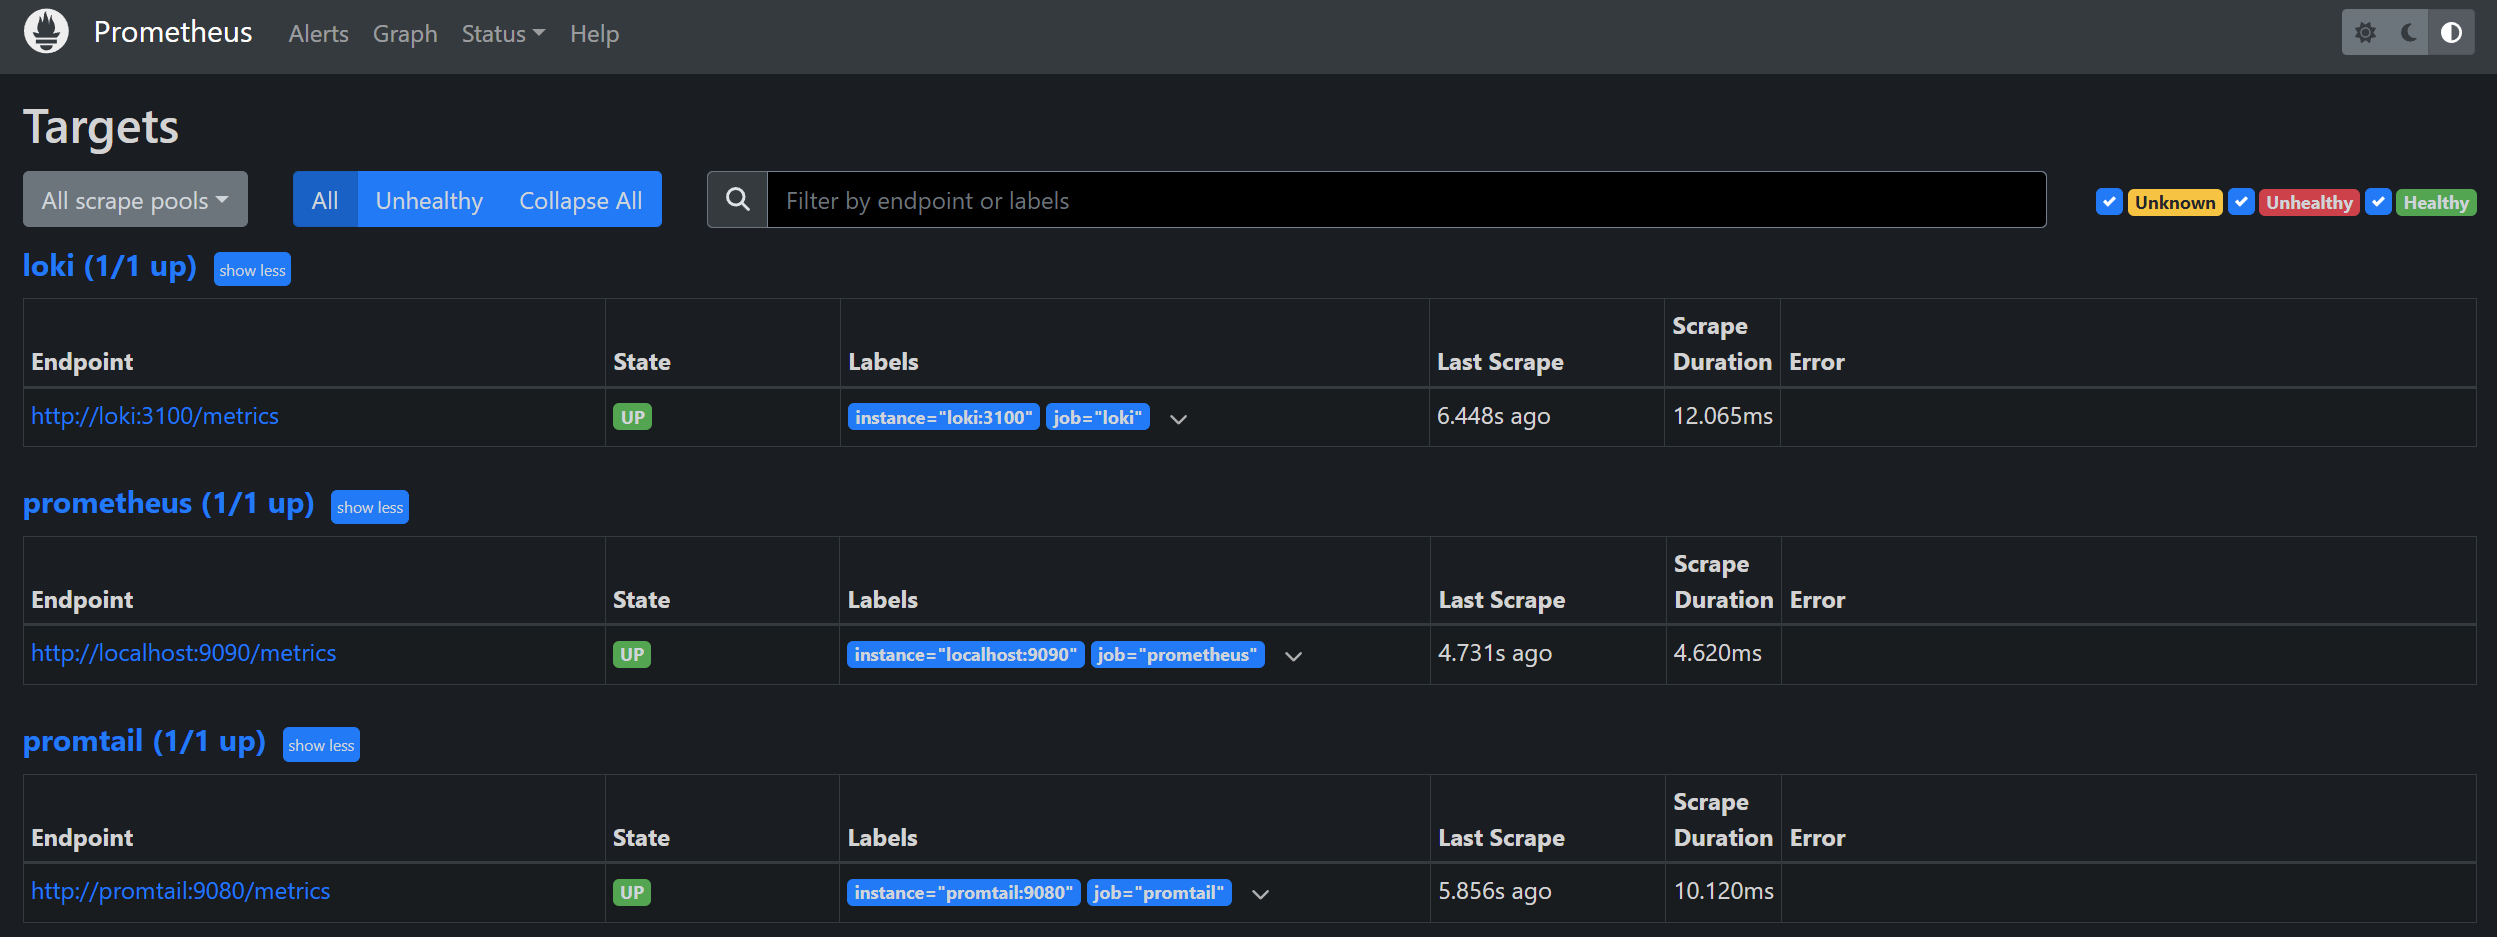 Prometheus Alerts Graph Status Help
Targets
All scrape pools All Unhealthy Collapse All Filter by endpoint or labels Unknown Unhealthy Healthy
loki (1/1 up) show less
Endpoint State Labels Last Scrape Scrape Duration Error
http://loki:3100/metrics UP instance="loki:3100" job="loki" 6.448s ago 12.065ms
prometheus (1/1 up) show less
Endpoint State Labels Last Scrape Scrape Duration Error
http://localhost:9090/metrics UP instance="localhost:9090" job="prometheus" 4.731s ago 4.620ms
promtail (1/1 up) show less
Endpoint State Labels Last Scrape Scrape Duration Error
http://promtail:9080/metrics UP instance="promtail:9080" job="promtail" 5.856s ago 10.120ms